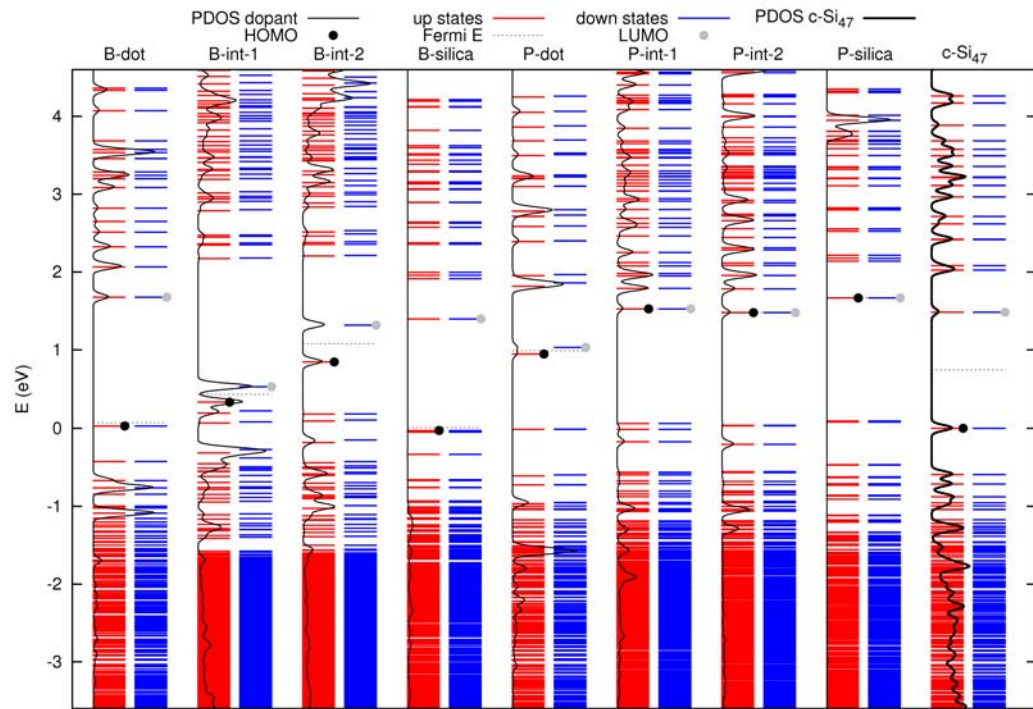 PDOS dopant up states down states PDOS c-Si₄₇
HOMO Fermi E LUMO
B-dot B-int-1 B-int-2 B-silica P-dot P-int-1 P-int-2 P-silica c-Si₄₇
4
3
2
1
0
-1
-2
-3
E (eV)